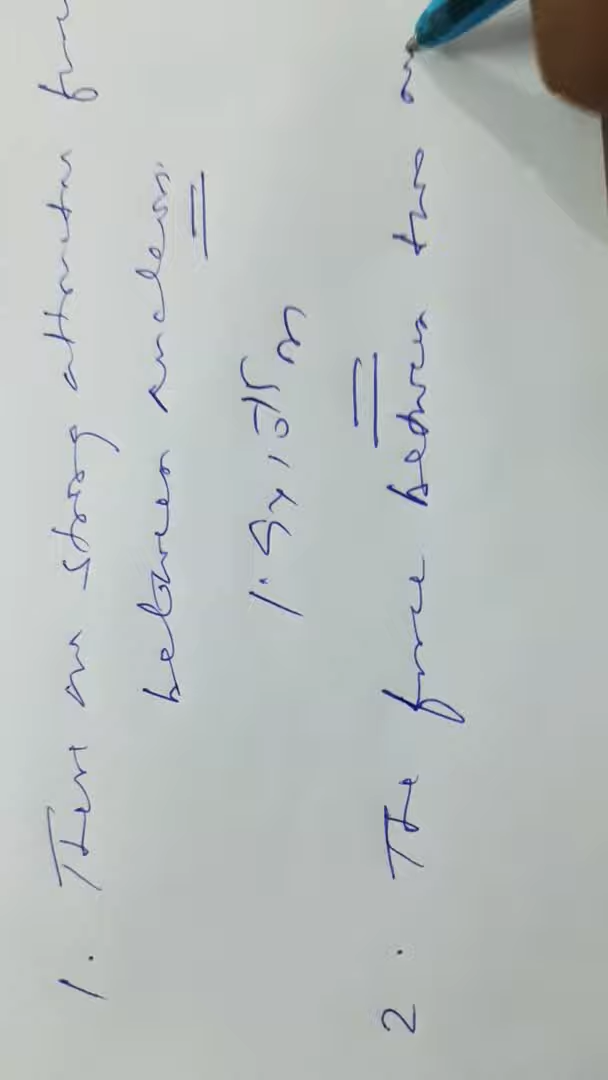 1. There are strong attractive
between nucleons.
1.5×10⁻¹⁵ m
2. The force between two